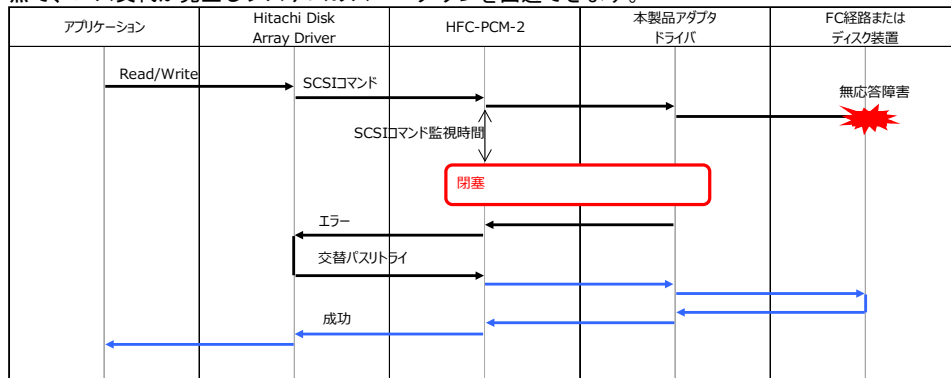 アプリケーション
Hitachi Disk
Array Driver
HFC-PCM-2
本製品アダプタ
ドライバ
FC経路または
ディスク装置
Read/Write
SCSIコマンド
無応答障害
SCSIコマンド監視時間
閉塞
エラー
交替パスリトライ
成功